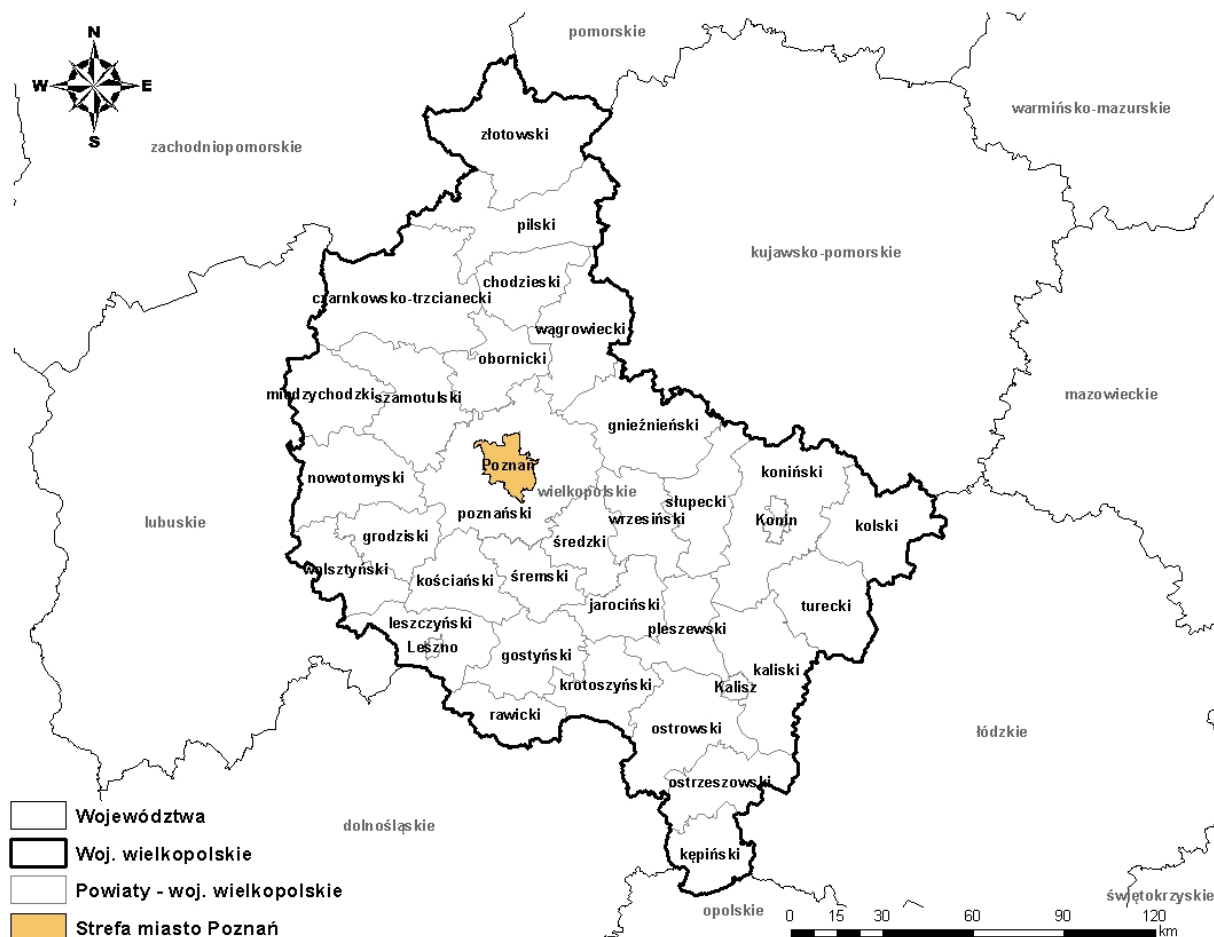 pomorskie
N
W E
S
warmińsko-mazurskie
zachodniopomorskie
złotowski
pilski
kujawsko-pomorskie
chodzieski
czarnkowsko-trzcianecki
wągrowiecki
obornicki
międzychodzki
szamotulski
mazowieckie
gnieźnieński
Poznań
koniński
nowotomyski
wielkopolskie
słupecki
poznański
wrzesiński
Konin
kolski
lubuskie
grodziski
średzki
wolsztyński
kościański
śremski
jarociński
turecki
leszczyński
pleszewski
Leszno
gostyński
kaliski
krotoszyński
Kalisz
rawicki
ostrowski
łódzkie
ostrzeszowski
dolnośląskie
kępiński
świętokrzyskie
opolskie
Województwa
Woj. wielkopolskie
Powiaty - woj. wielkopolskie
Strefa miasto Poznań
0 15 30 60 90 120
km